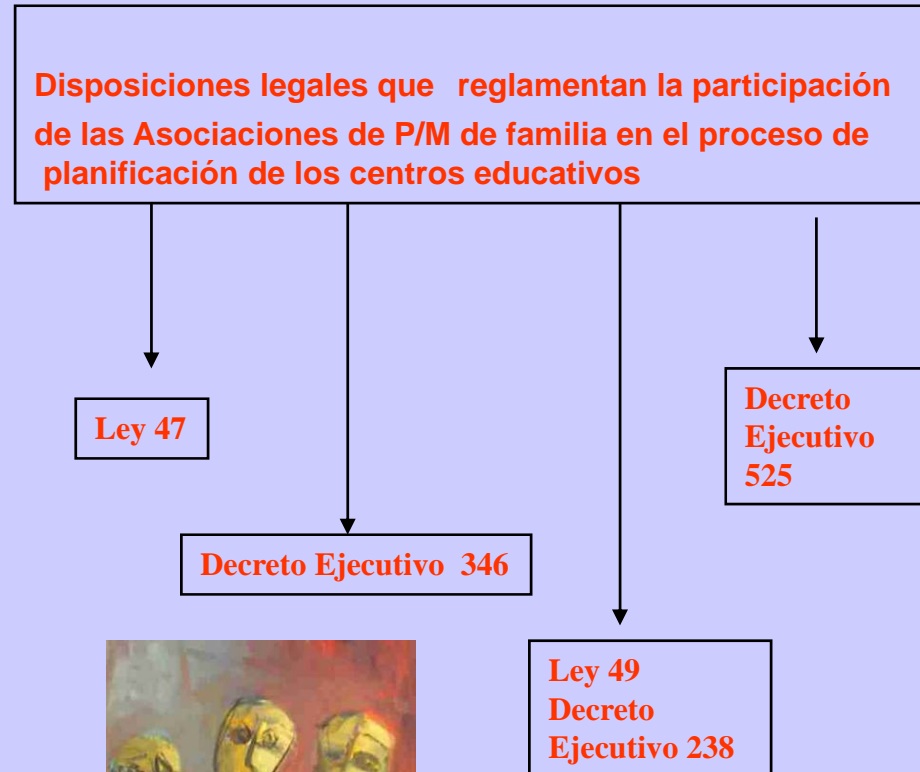 Disposiciones legales que reglamentan la participación
de las Asociaciones de P/M de familia en el proceso de
planificación de los centros educativos
Ley 47
Decreto
Ejecutivo
525
Decreto Ejecutivo 346
Ley 49
Decreto
Ejecutivo 238